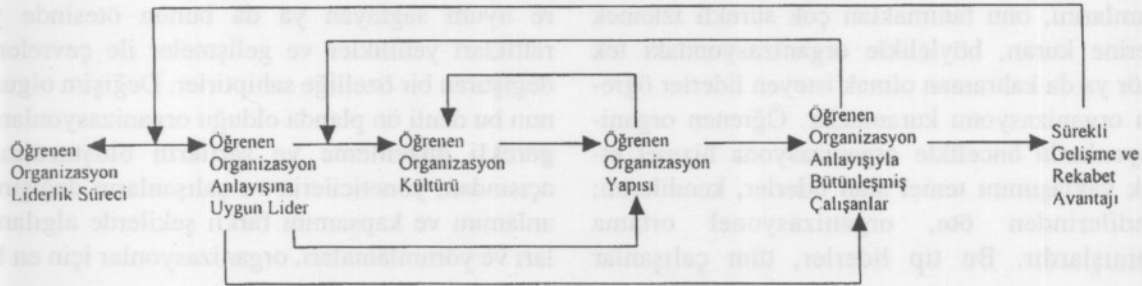 Öğrenen
Organizasyon
Liderlik Süreci
Öğrenen
Organizasyon
Anlayışına
Uygun Lider
Öğrenen
Organizasyon
Kültürü
Öğrenen
Organizasyon
Yapısı
Öğrenen
Organizasyon
Anlayışıyla
Bütünleşmiş
Çalışanlar
Sürekli
Gelişme ve
Rekabet
Avantajı